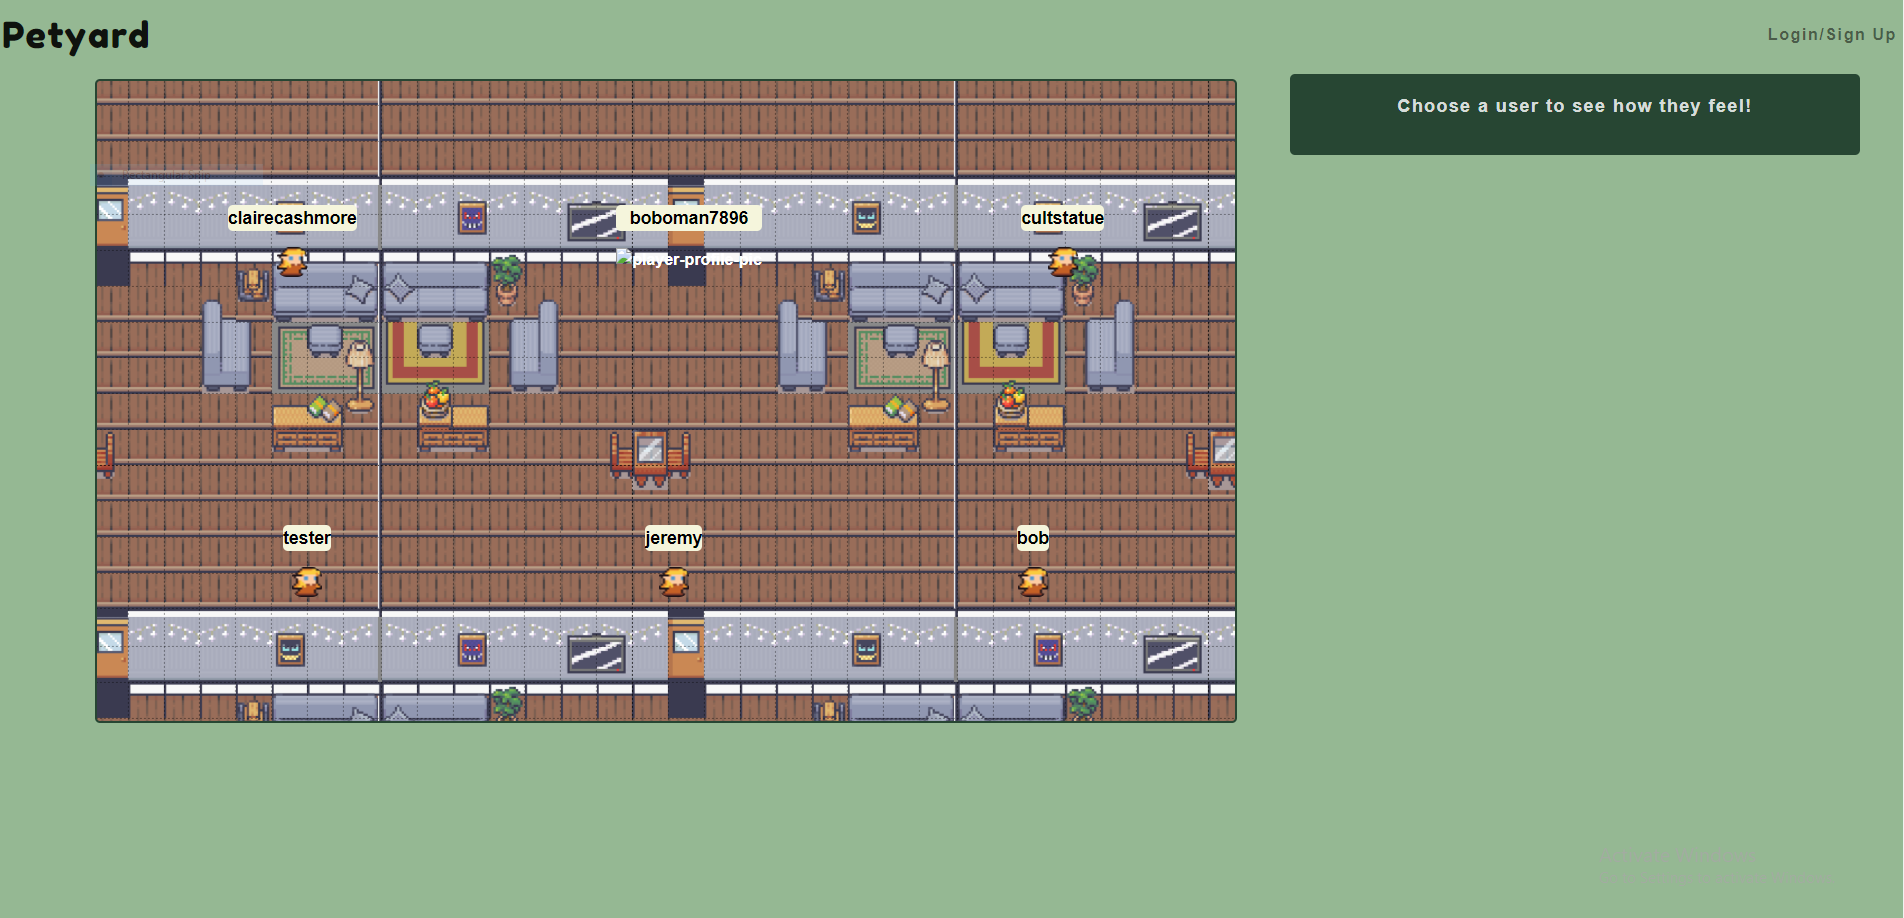 Petyard
Login/Sign Up
Choose a user to see how they feel!
clairecashmore
boboman7896
cultstatue
player-profile-pic
tester
jeremy
bob